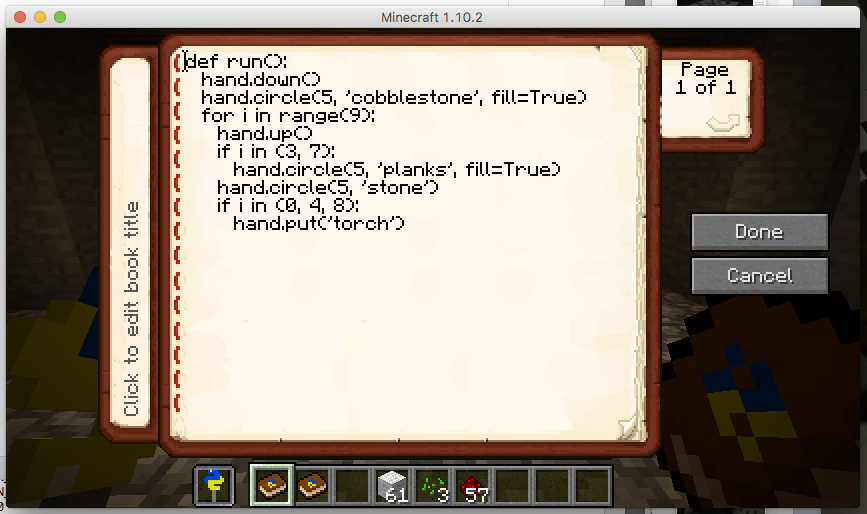 Minecraft 1.10.2
def run():
hand.down()
hand.circle(5, 'cobblestone', fill=True)
for i in range(9):
hand.up()
if i in (3, 7):
hand.circle(5, 'planks', fill=True)
hand.circle(5, 'stone')
if i in (0, 4, 8):
hand.put('torch')
Click to edit book title
Page
1 of 1
Done
Cancel
61
3
57